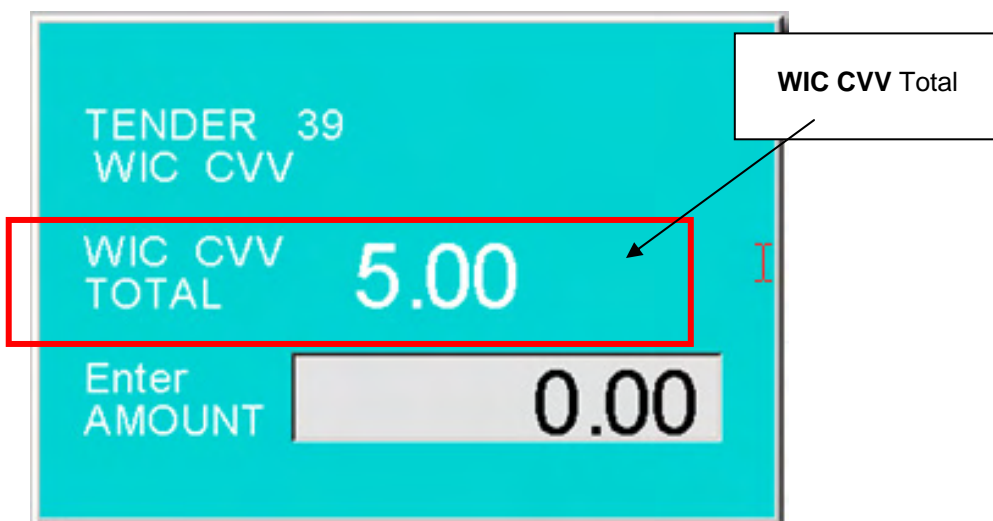 WIC CVV Total
TENDER 39
WIC CVV
WIC CVV
TOTAL
5.00
Enter
AMOUNT
0.00